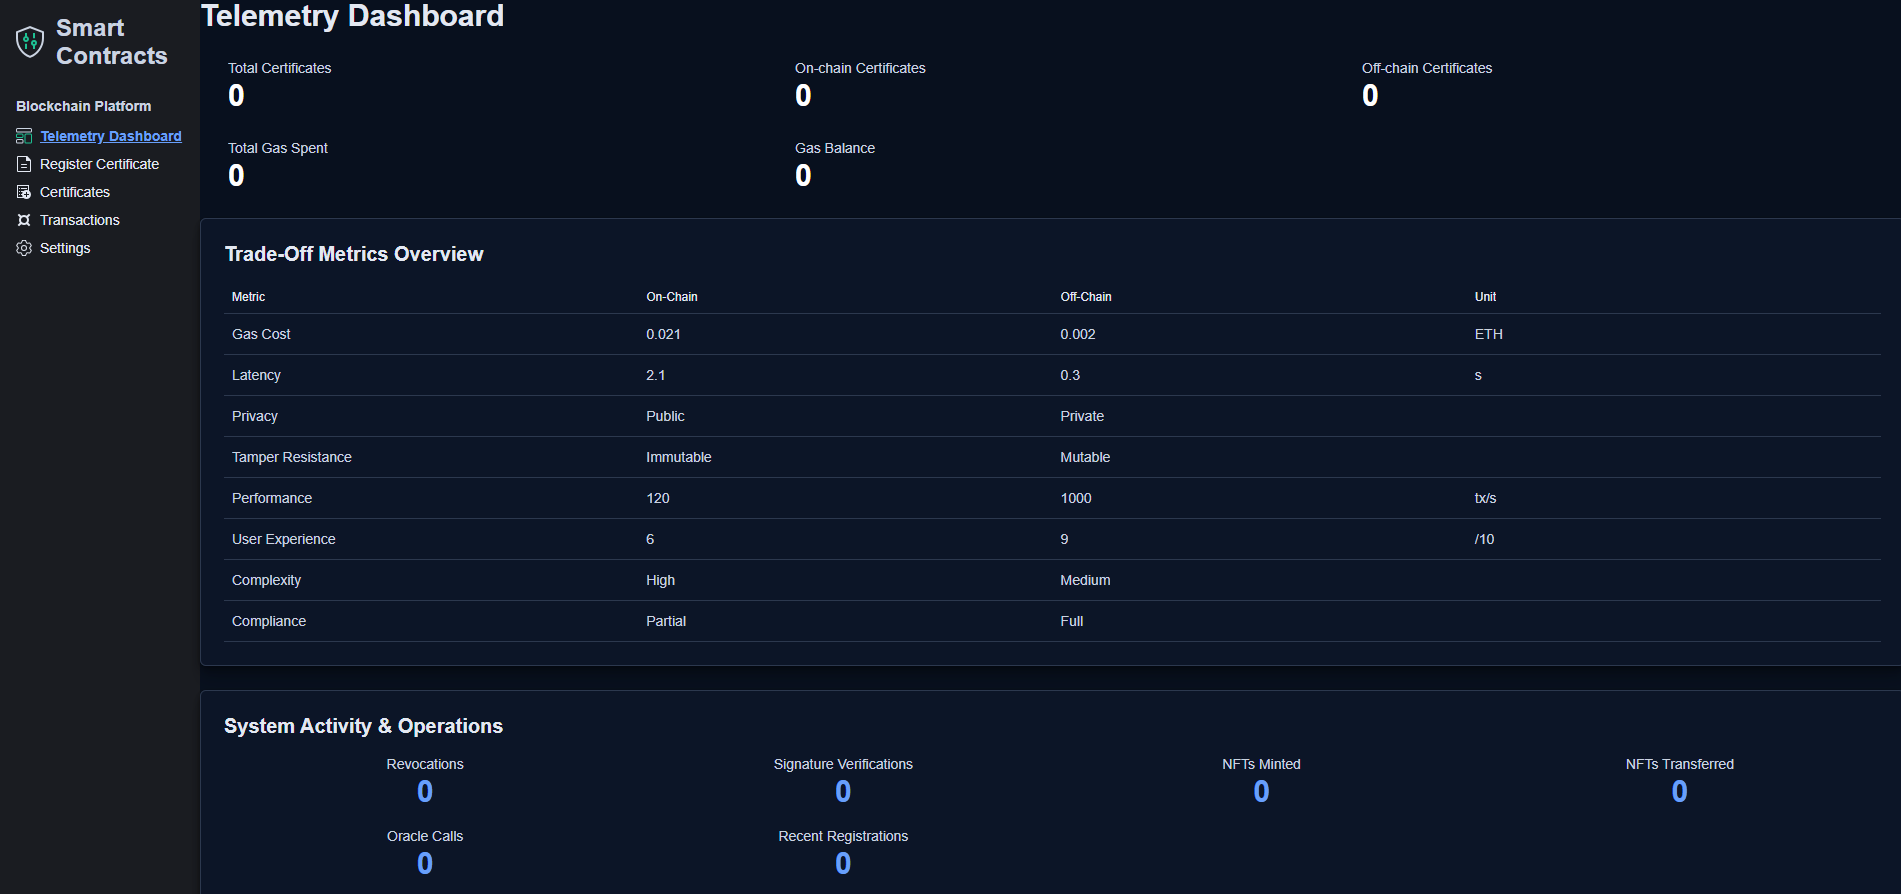 Smart
Contracts
Blockchain Platform
Telemetry Dashboard
Register Certificate
Certificates
Transactions
Settings
Telemetry Dashboard
Total Certificates
0
On-chain Certificates
0
Off-chain Certificates
0
Total Gas Spent
0
Gas Balance
0
Trade-Off Metrics Overview
Metric On-Chain Off-Chain Unit
Gas Cost 0.021 0.002 ETH
Latency 2.1 0.3 s
Privacy Public Private
Tamper Resistance Immutable Mutable
Performance 120 1000 tx/s
User Experience 6 9 /10
Complexity High Medium
Compliance Partial Full
System Activity & Operations
Revocations
0
Signature Verifications
0
NFTs Minted
0
NFTs Transferred
0
Oracle Calls
0
Recent Registrations
0